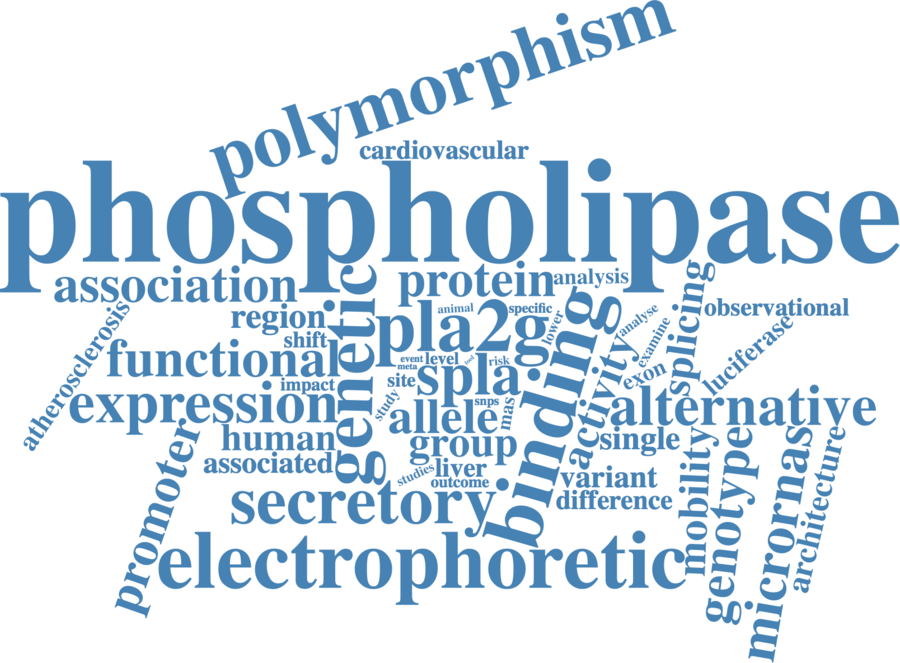 polymorphism
cardiovascular
phospholipase
association
protein
analysis
genetic
splicing
region
pla2g
animal
specific
lower
binding
analyse
observational
atherosclerosis
shift
functional
event
level
tool
risk
meta
examine
luciferase
impact
site
spla
exon
activity
expression
study
allele
snps
mas
alternative
human
group
single
associated
studies
liver
outcome
variant
difference
promoter
secretory
mobility
genotype
micrornas
architecture
electrophoretic